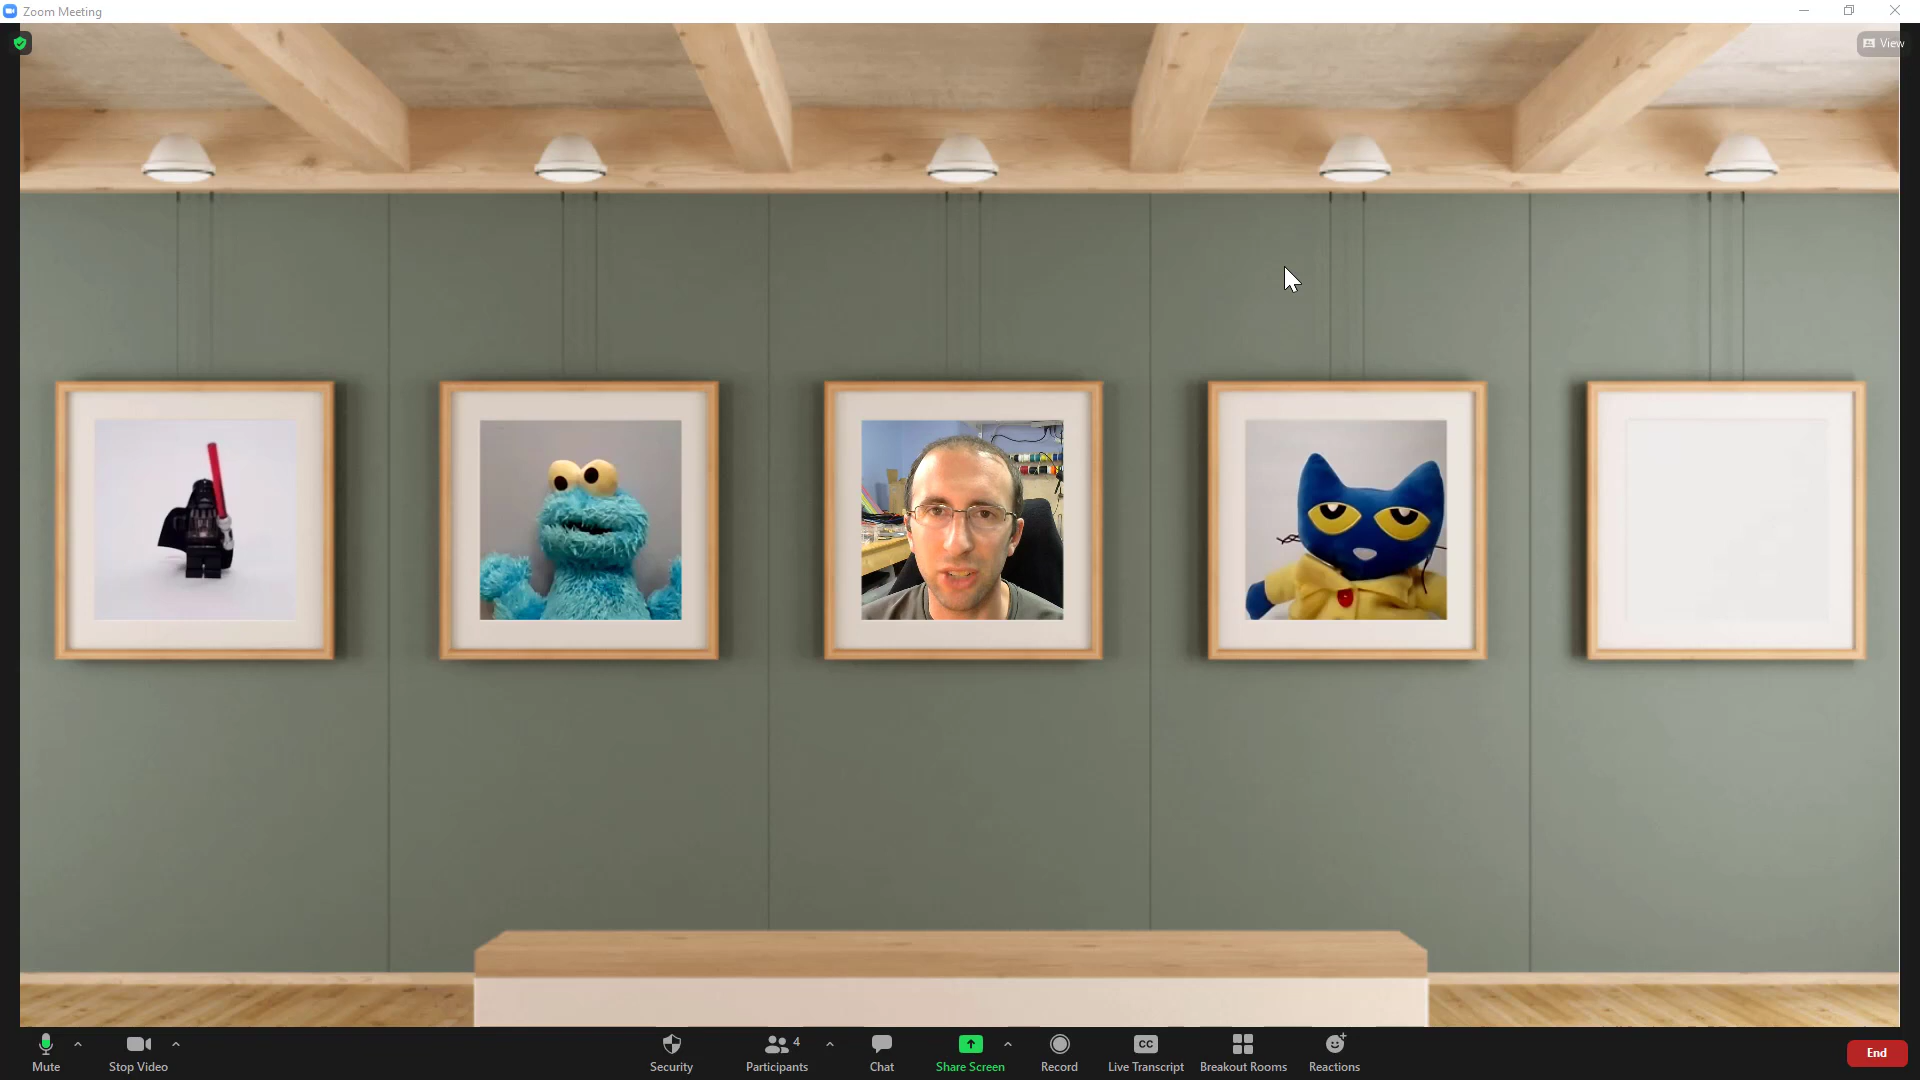 Zoom Meeting
View
Mute
Stop Video
Security
4
Participants
Chat
Share Screen
Record
CC
Live Transcript
Breakout Rooms
Reactions
End